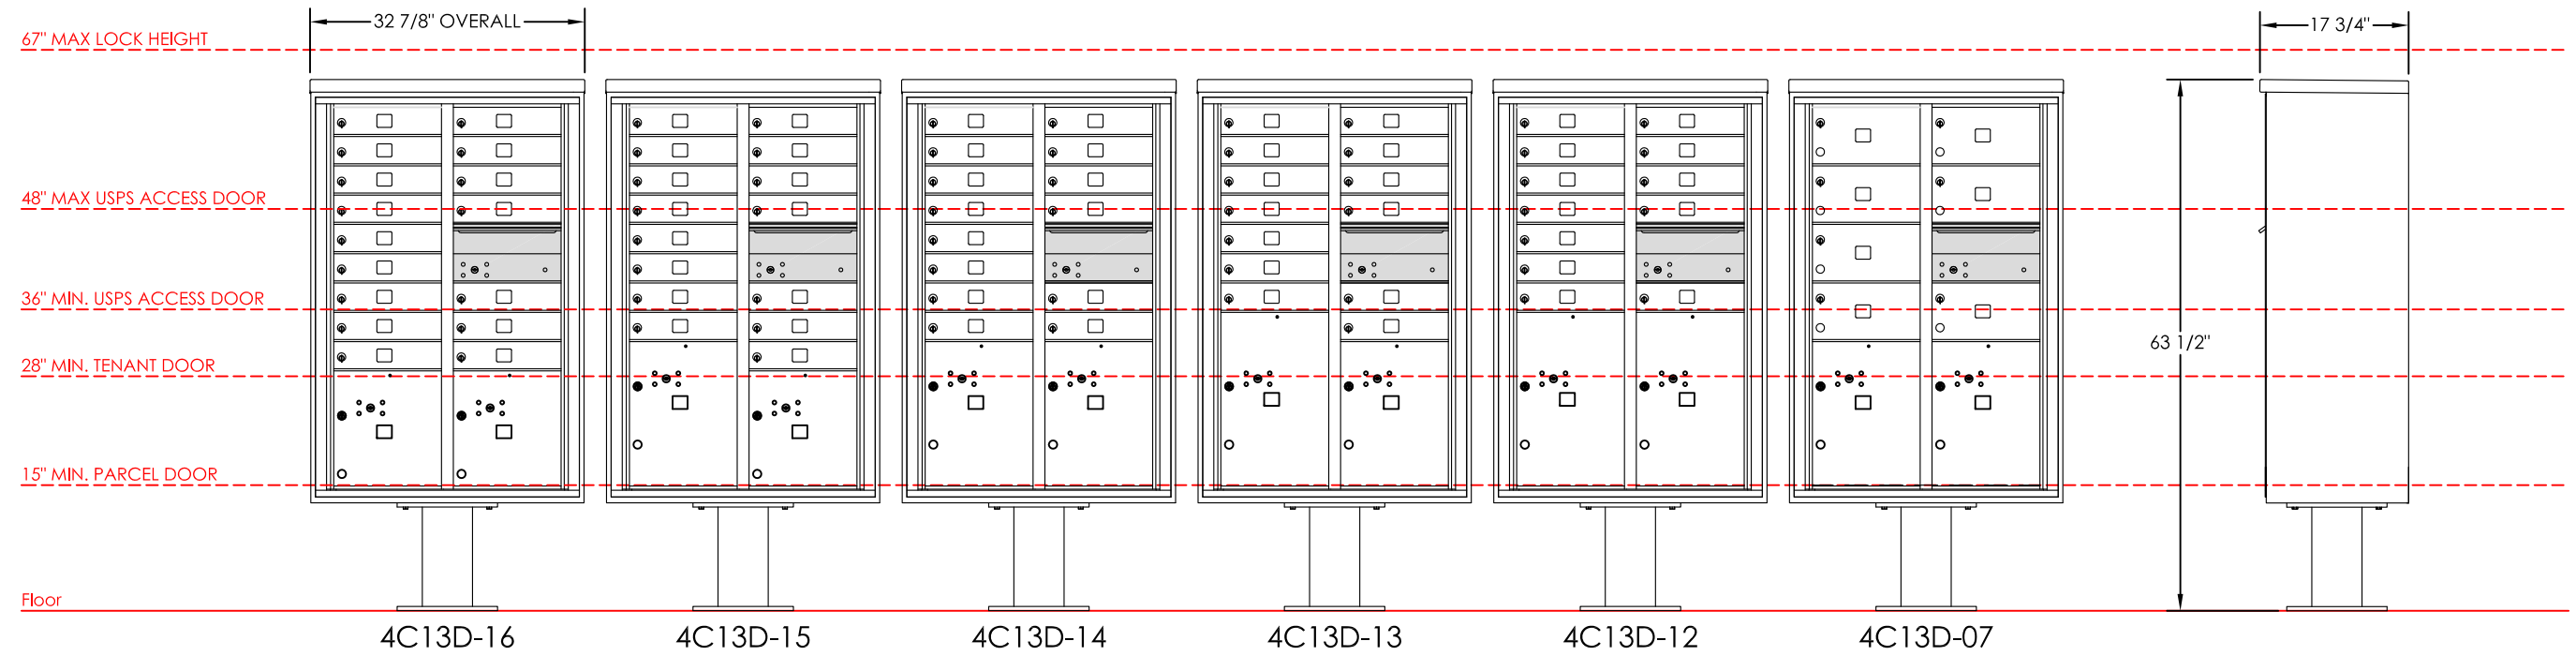 32 7/8" OVERALL
17 3/4"
67" MAX LOCK HEIGHT
48" MAX USPS ACCESS DOOR
36" MIN. USPS ACCESS DOOR
63 1/2"
28" MIN. TENANT DOOR
15" MIN. PARCEL DOOR
Floor
4C13D-16
4C13D-15
4C13D-14
4C13D-13
4C13D-12
4C13D-07